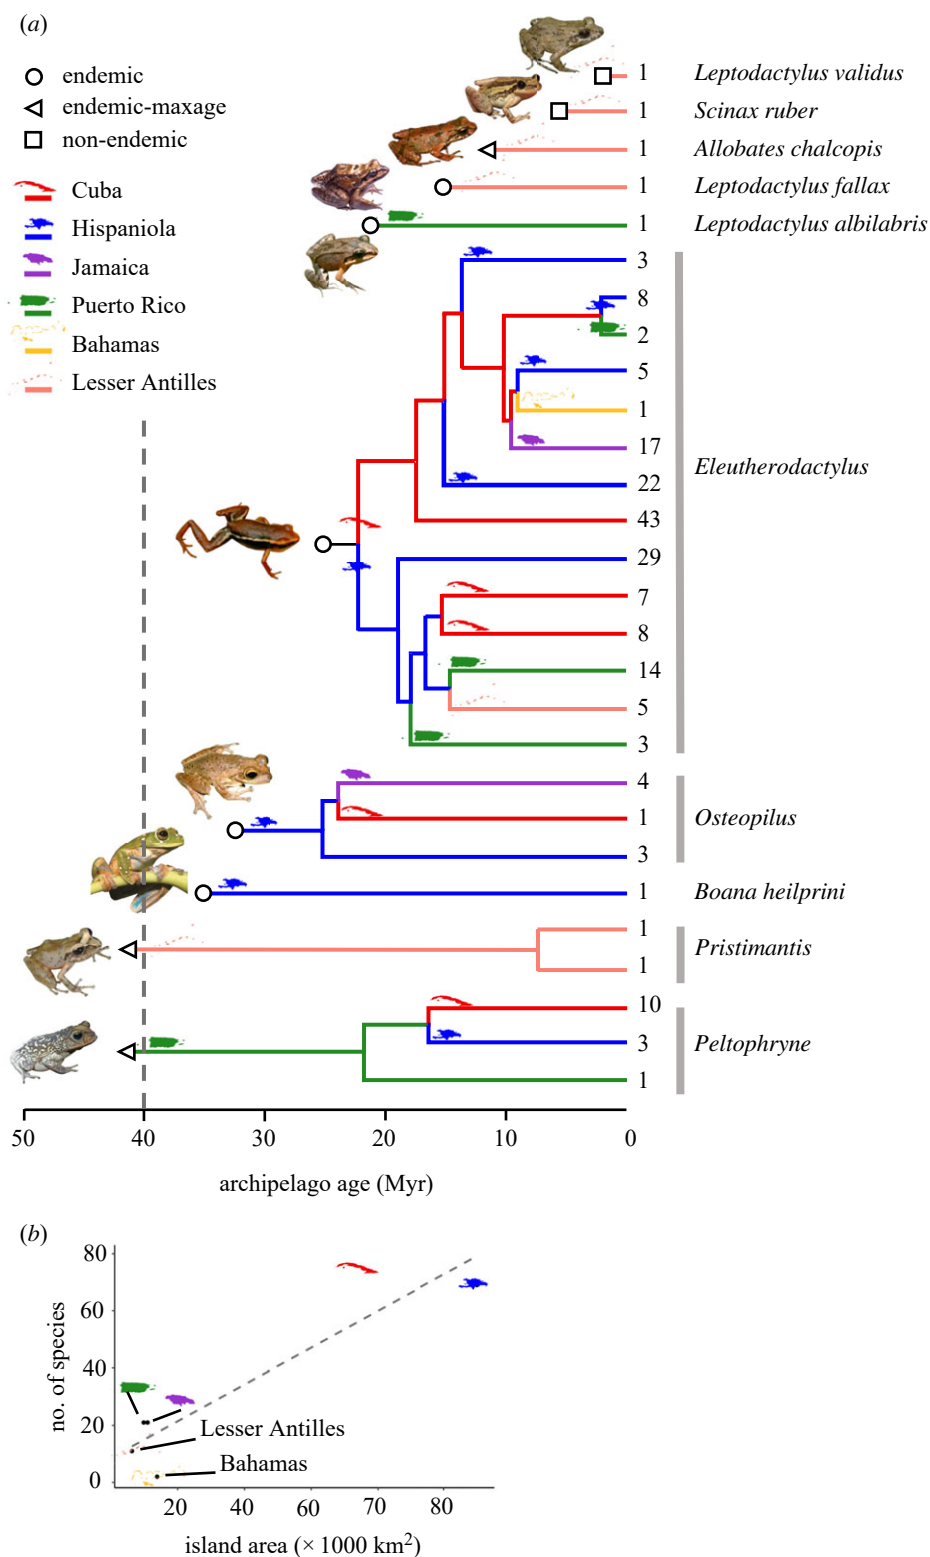 (a)
endemic
endemic-maxage
non-endemic
Cuba
Hispaniola
Jamaica
Puerto Rico
Bahamas
Lesser Antilles
1 Leptodactylus validus
1 Scinax ruber
1 Allobates chalcopis
1 Leptodactylus fallax
1 Leptodactylus albilabris
3
8
2
5
1
17
22
43
29
7
8
14
5
3
Eleutherodactylus
4
1
3
Osteopilus
1 Boana heilprini
1
1
Pristimantis
10
3
1
Peltophryne
50 40 30 20 10 0
archipelago age (Myr)
(b)
80
60
40
20
0
no. of species
Lesser Antilles
Bahamas
20 40 60 70 80
island area (× 1000 km²)